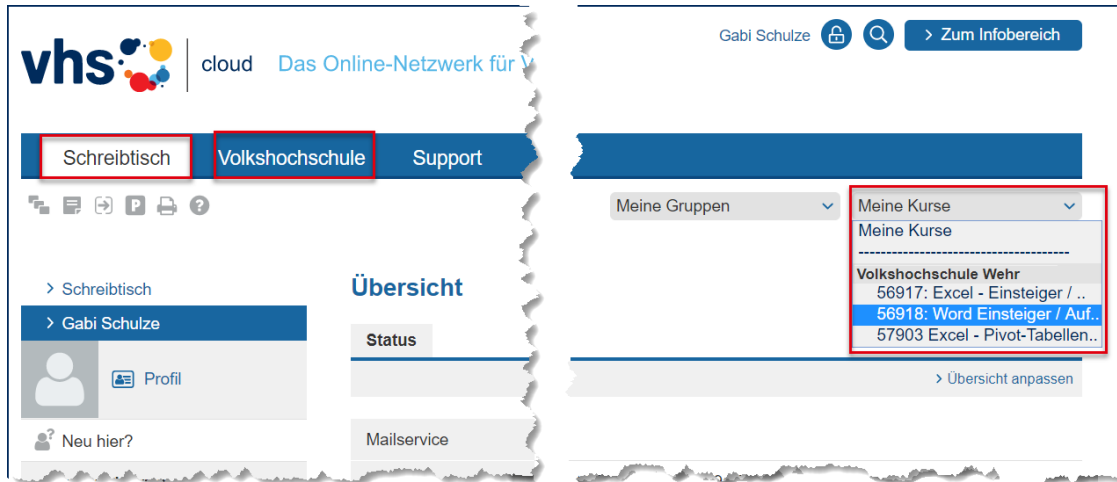 Gabi Schulze
> Zum Infobereich
vhs
cloud
Das Online-Netzwerk für V
Schreibtisch
Volkshochschule
Support
P
?
Meine Gruppen
Meine Kurse
Meine Kurse
--------------------------------------
Volkshochschule Wehr
56917: Excel - Einsteiger / ..
56918: Word Einsteiger / Auf..
57903 Excel - Pivot-Tabellen..
> Schreibtisch
> Gabi Schulze
Profil
? Neu hier?
Übersicht
Status
> Übersicht anpassen
Mailservice